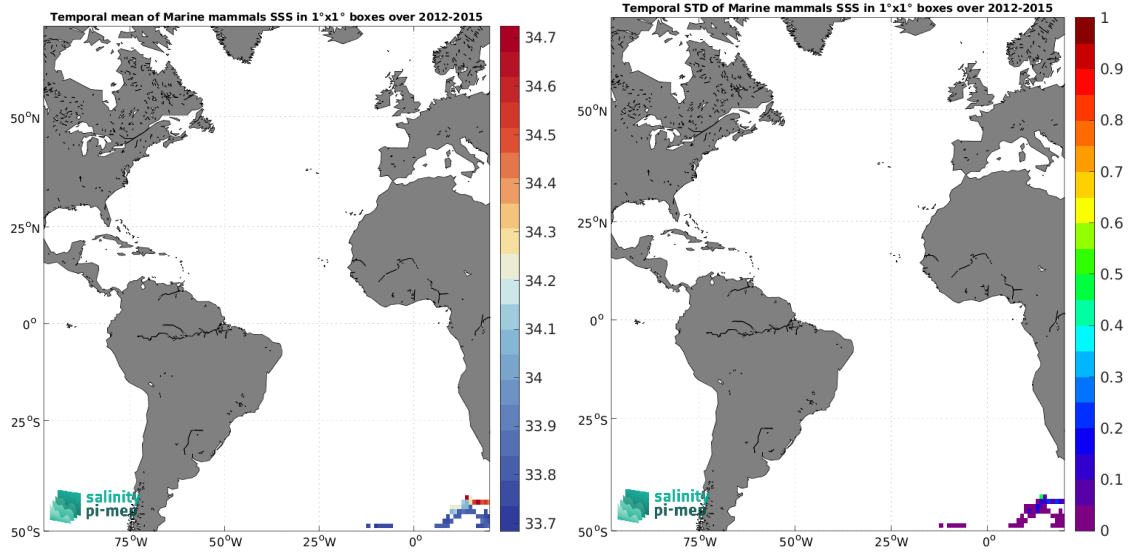 Temporal mean of Marine mammals SSS in 1°x1° boxes over 2012-2015
34.7
34.6
34.5
34.4
34.3
34.2
34.1
34
33.9
33.8
33.7
50°N
25°N
0°
25°S
50°S
75°W
50°W
25°W
0°
salinity
pi-mep
Temporal STD of Marine mammals SSS in 1°x1° boxes over 2012-2015
1
0.9
0.8
0.7
0.6
0.5
0.4
0.3
0.2
0.1
0
50°N
25°N
0°
25°S
50°S
75°W
50°W
25°W
0°
salinity
pi-mep